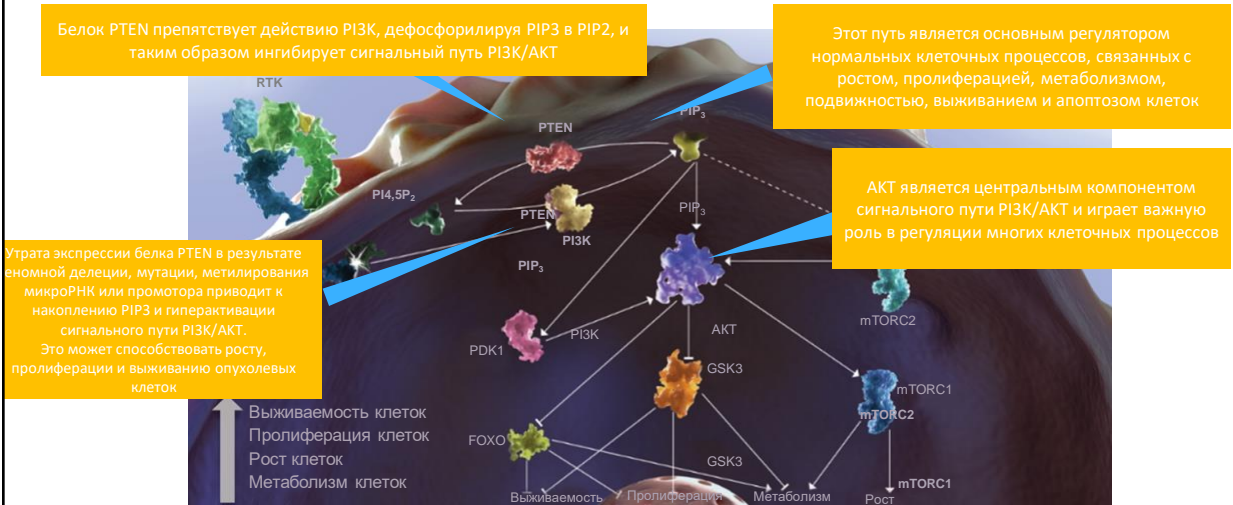 Белок PTEN препятствует действию PI3K, дефосфорилируя PIP3 в PIP2, и
таким образом ингибирует сигнальный путь PI3K/AKT
Этот путь является основным регулятором
нормальных клеточных процессов, связанных с
ростом, пролиферацией, метаболизмом,
подвижностью, выживанием и апоптозом клеток
RTK
PTEN
PIP3
AKT является центральным компонентом
сигнального пути PI3K/AKT и играет важную
роль в регуляции многих клеточных процессов
PI4,5P2
PTEN
PIP3
PI3K
PIP3
Утрата экспрессии белка PTEN в результате
еномной делеции, мутации, метилирования
микроРНК или промотора приводит к
накоплению PIP3 и гиперактивации
сигнального пути PI3K/AKT.
Это может способствовать росту,
пролиферации и выживанию опухолевых
клеток
mTORC2
PDK1
PI3K
AKT
GSK3
mTORC1
mTORC2
Выживаемость клеток
Пролиферация клеток
Рост клеток
Метаболизм клеток
FOXO
GSK3
mTORC1
Выживаемость
Пролиферация
Метаболизм
Рост